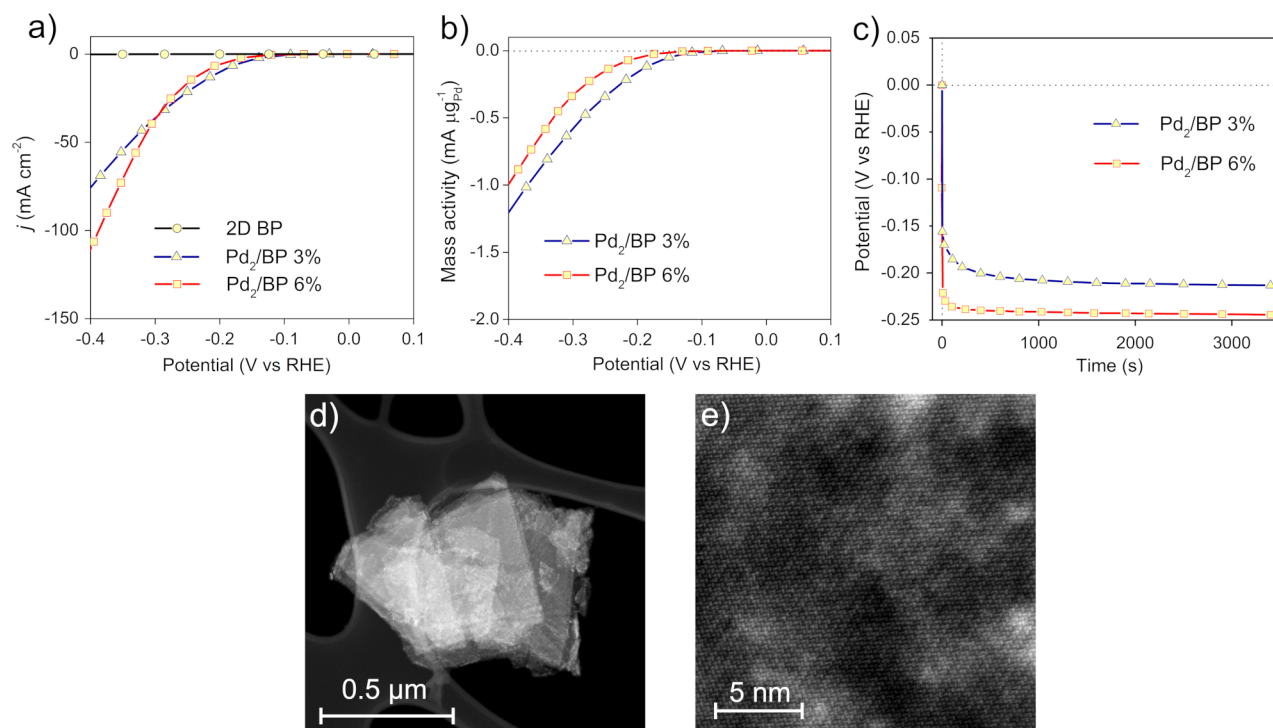 a)
0
-50
-100
-150
j (mA cm⁻²)
2D BP
Pd₂/BP 3%
Pd₂/BP 6%
-0.4 -0.3 -0.2 -0.1 0.0 0.1
Potential (V vs RHE)
b)
0.0
-0.5
-1.0
-1.5
-2.0
Mass activity (mA μg⁻¹Pd)
Pd₂/BP 3%
Pd₂/BP 6%
-0.4 -0.3 -0.2 -0.1 0.0 0.1
Potential (V vs RHE)
c)
0.05
0.00
-0.05
-0.10
-0.15
-0.20
-0.25
Potential (V vs RHE)
Pd₂/BP 3%
Pd₂/BP 6%
0 1000 2000 3000
Time (s)
d)
0.5 μm
e)
5 nm